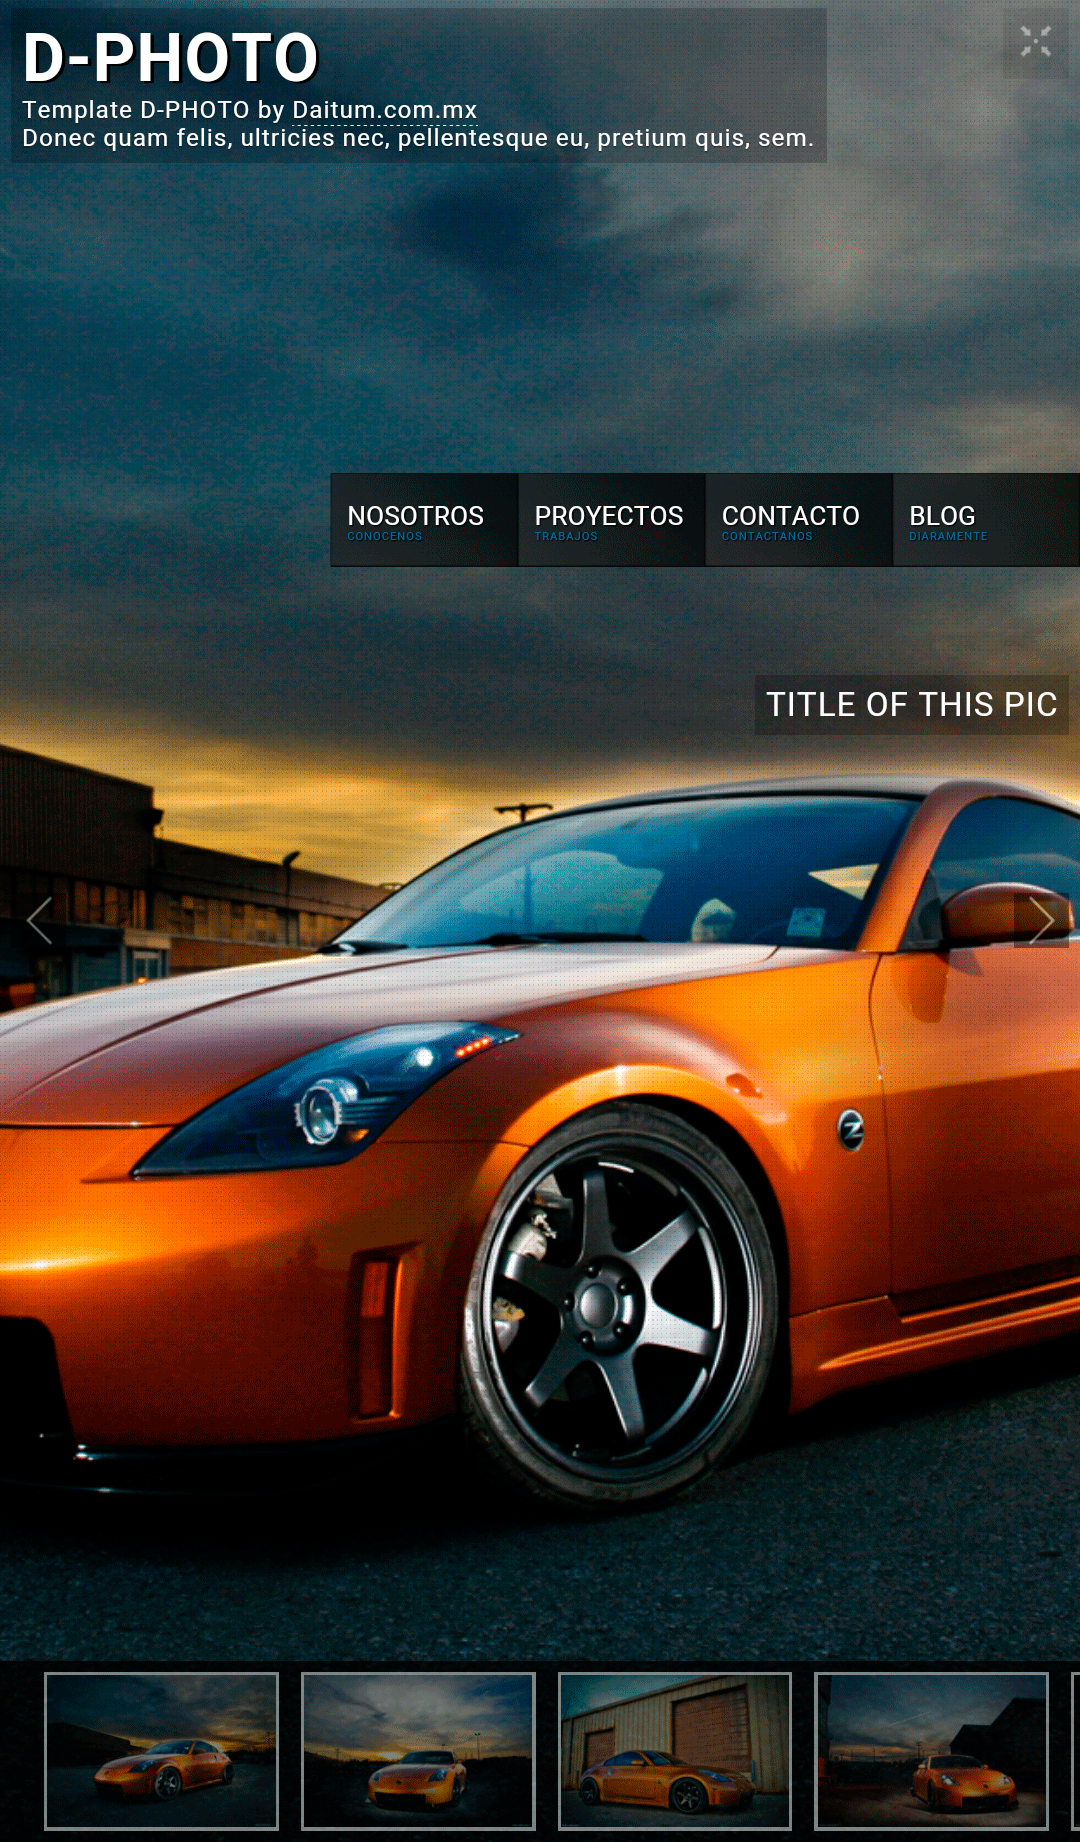 D-PHOTO
Template D-PHOTO by Daitum.com.mx
Donec quam felis, ultricies nec, pellentesque eu, pretium quis, sem.
NOSOTROS PROYECTOS CONTACTO BLOG
CONOCENOS TRABAJOS CONTACTANOS DIARAMENTE
TITLE OF THIS PIC
Z